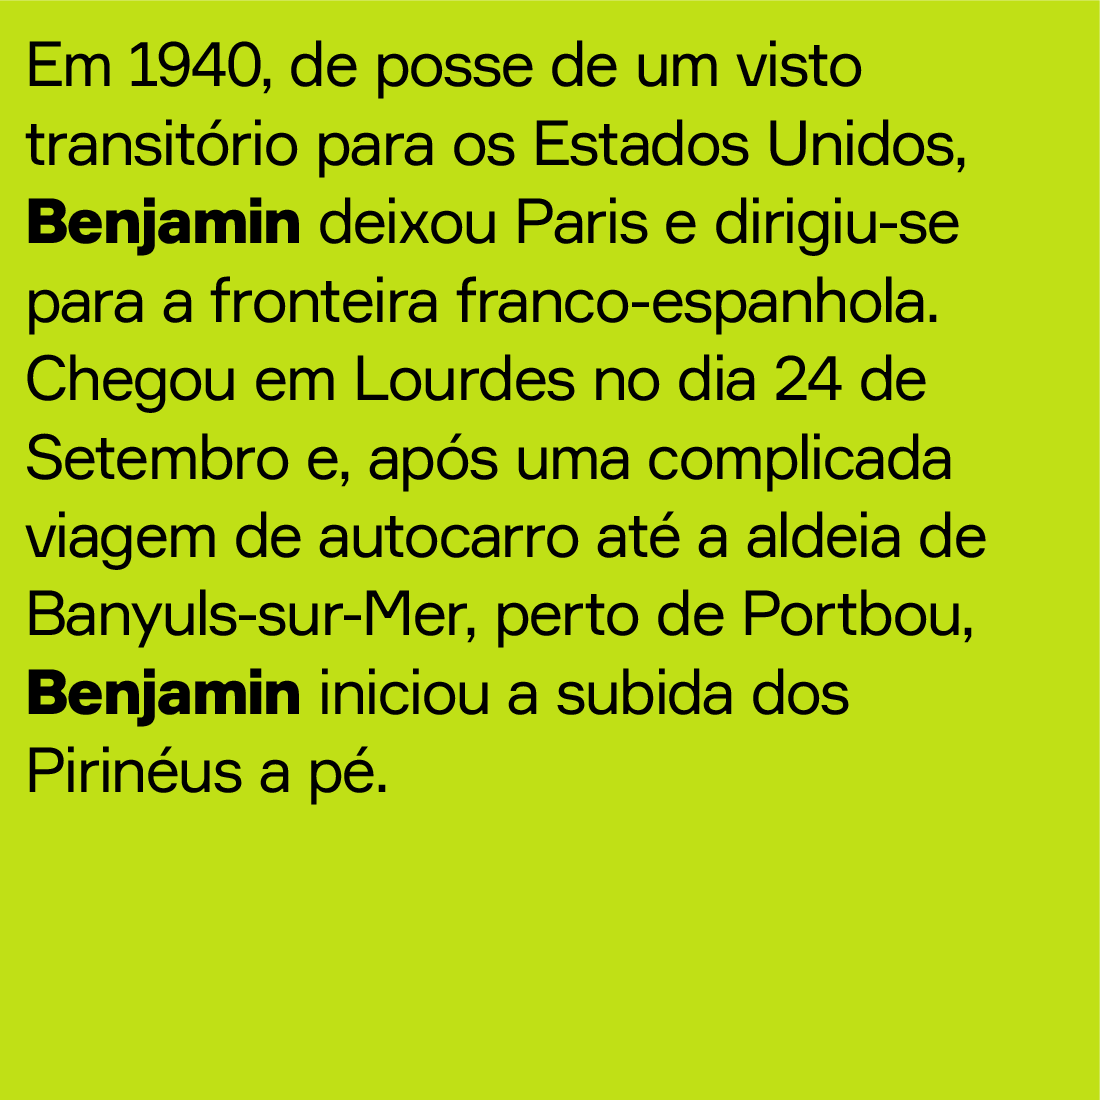 Em 1940, de posse de um visto
transitório para os Estados Unidos,
Benjamin deixou Paris e dirigiu-se
para a fronteira franco-espanhola.
Chegou em Lourdes no dia 24 de
Setembro e, após uma complicada
viagem de autocarro até a aldeia de
Banyuls-sur-Mer, perto de Portbou,
Benjamin iniciou a subida dos
Pirinéus a pé.